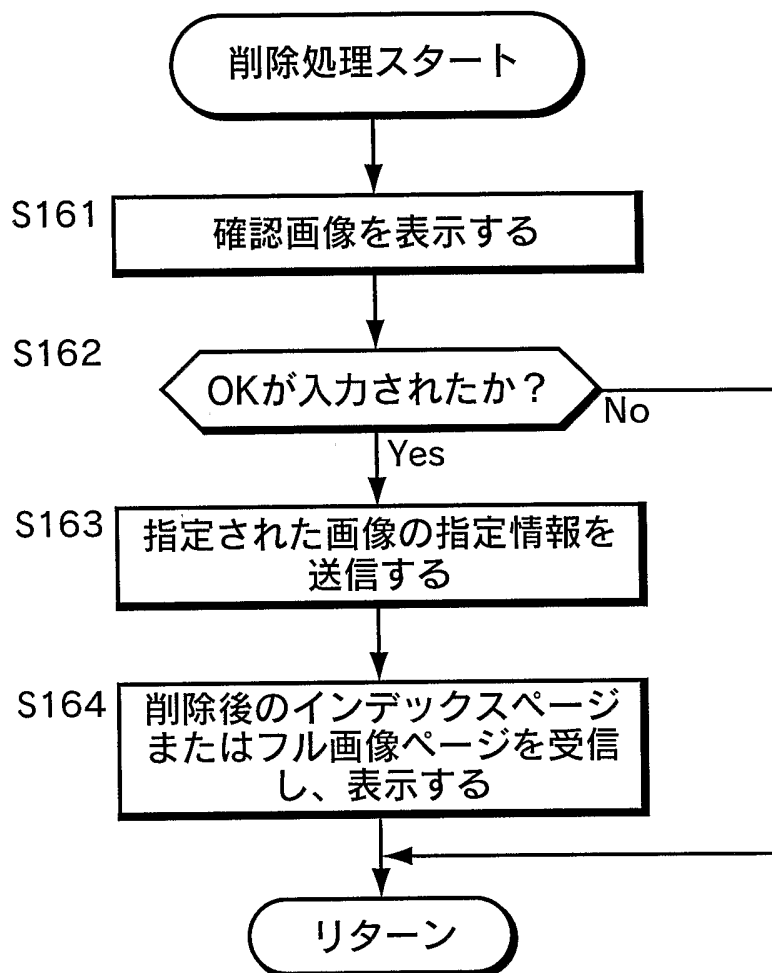 削除処理スタート
S161
確認画像を表示する
S162
OKが入力されたか？
No
Yes
S163
指定された画像の指定情報を
送信する
S164
削除後のインデックスページ
またはフル画像ページを受信
し、表示する
リターン